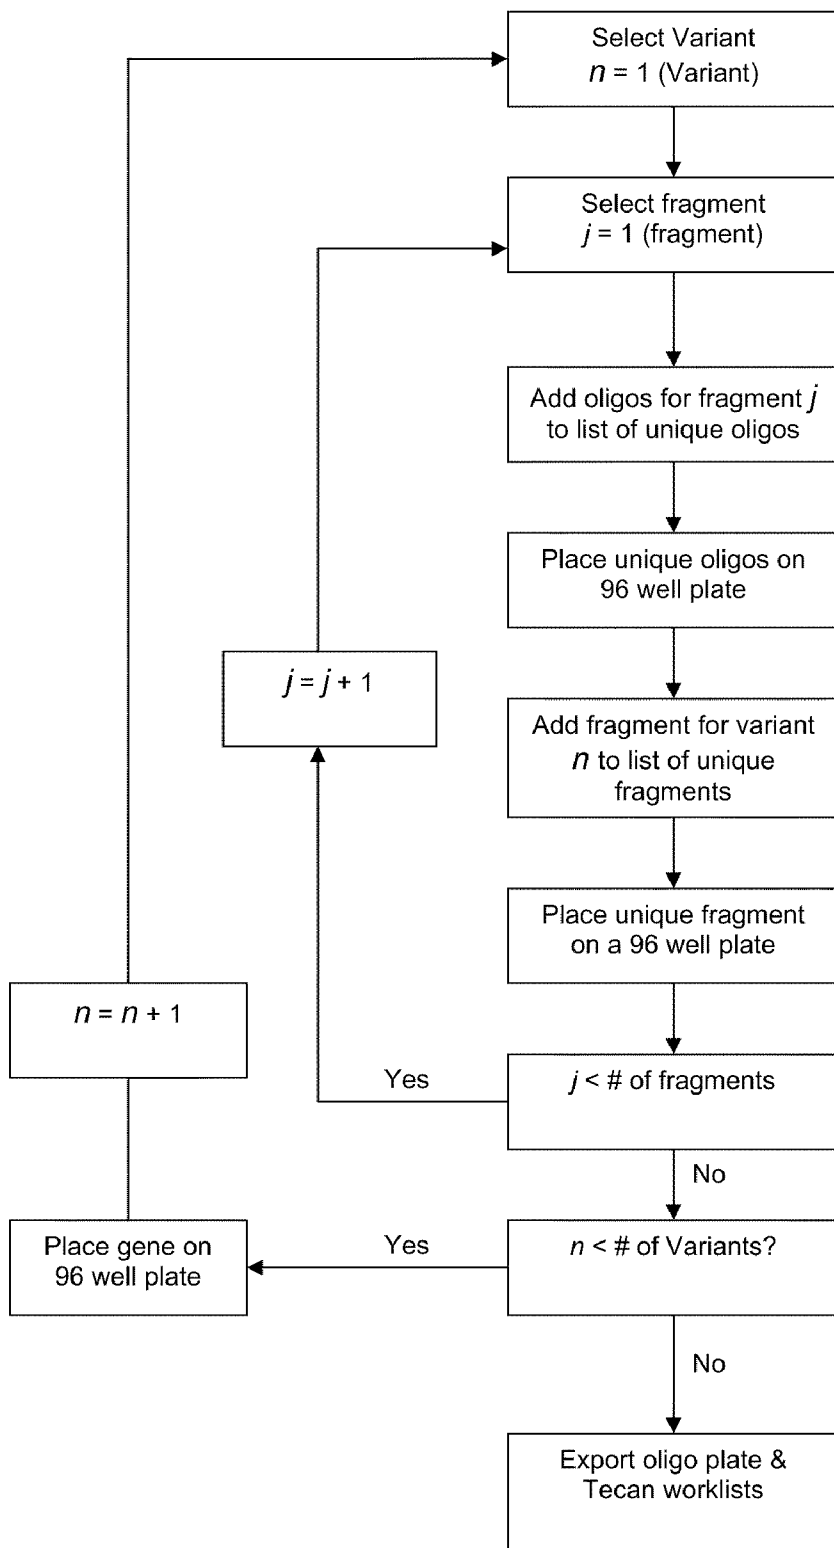 Select Variant
n = 1 (Variant)
Select fragment
j = 1 (fragment)
Add oligos for fragment j
to list of unique oligos
Place unique oligos on
96 well plate
j = j + 1
Add fragment for variant
n to list of unique
fragments
Place unique fragment
on a 96 well plate
n = n + 1
Yes
j < # of fragments
No
Place gene on
96 well plate
Yes
n < # of Variants?
No
Export oligo plate &
Tecan worklists